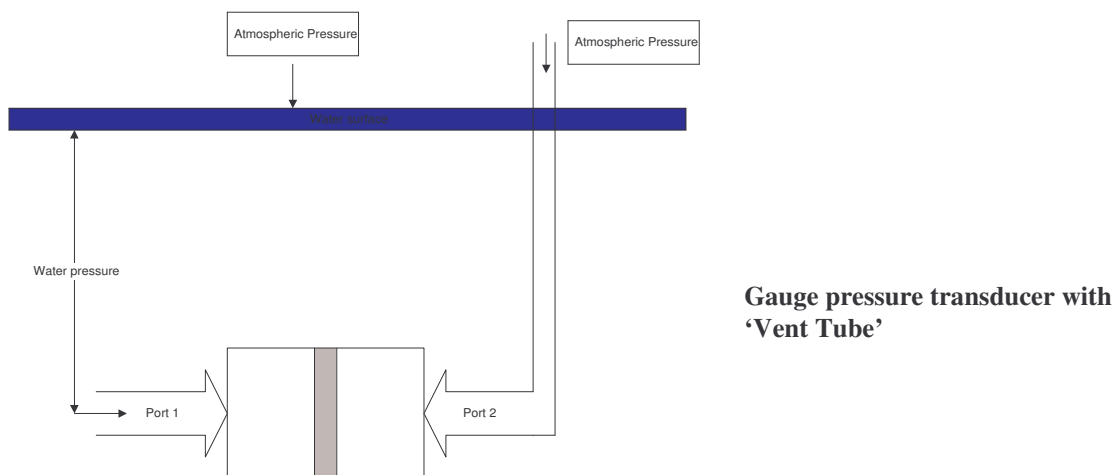 Atmospheric Pressure
Atmospheric Pressure
Water surface
Water pressure
Gauge pressure transducer with
‘Vent Tube’
Port 1
Port 2